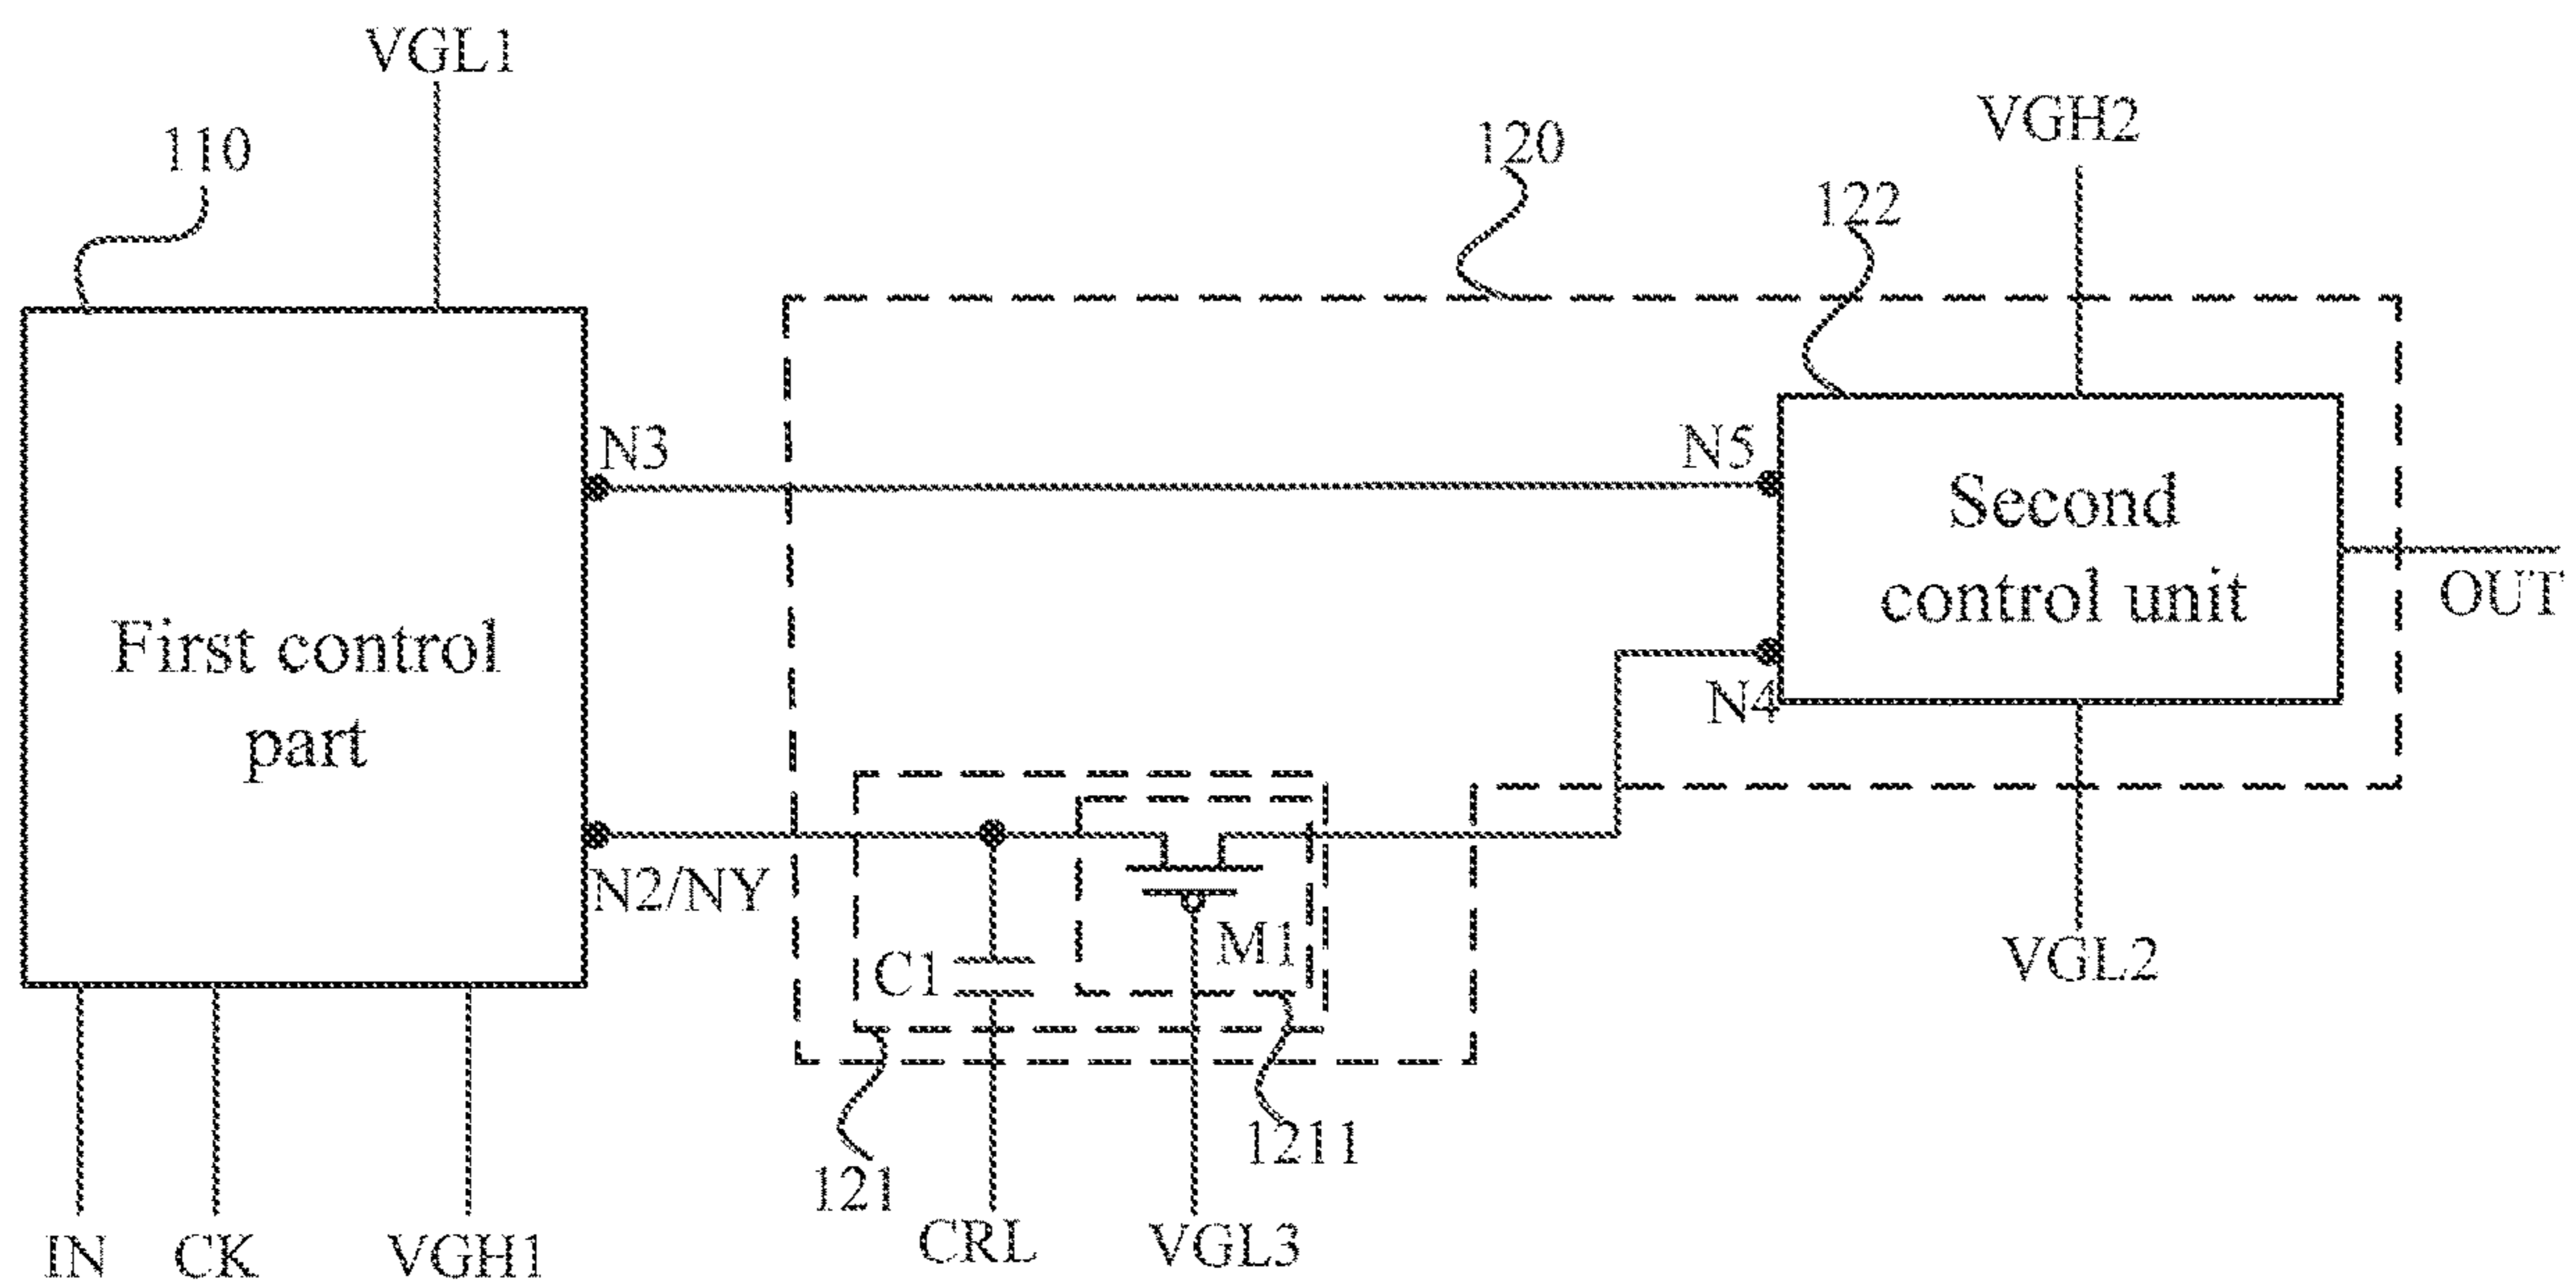 VGL1
110
120
VGH2
122
N3
N5
Second
control unit
OUT
First control
part
N4
N2/NY
C1
M1
VGL2
121
1211
IN
CK
VGH1
CRL
VGL3